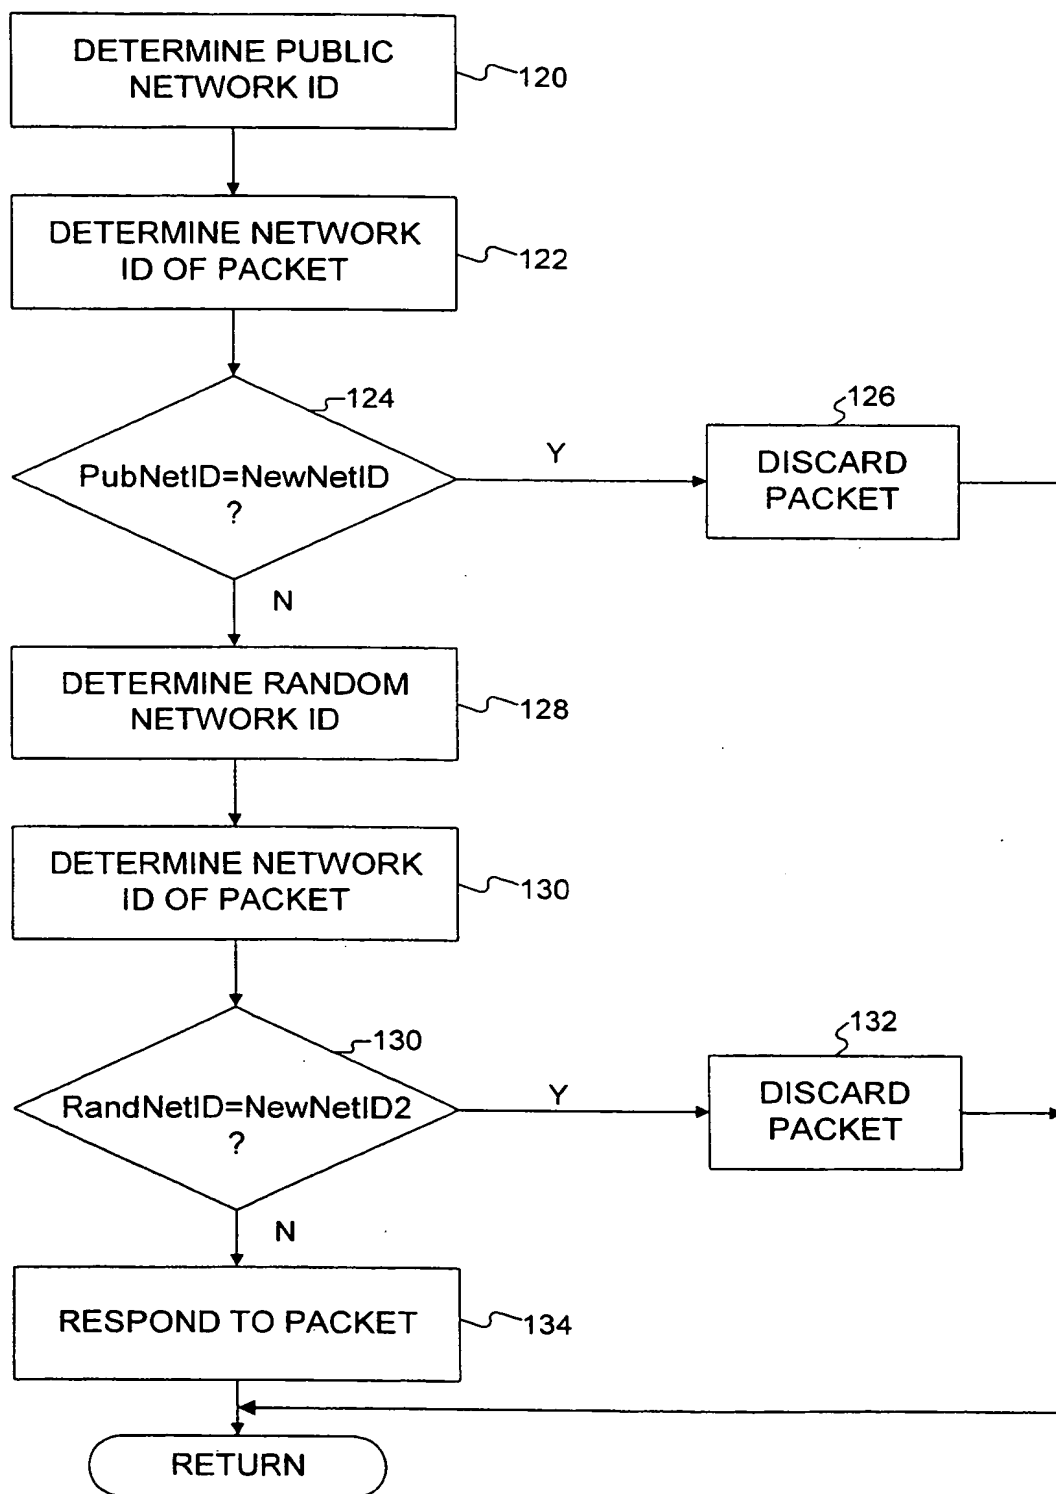 DETERMINE PUBLIC
NETWORK ID
120
DETERMINE NETWORK
ID OF PACKET
122
124
PubNetID=NewNetID
?
Y
126
DISCARD
PACKET
N
DETERMINE RANDOM
NETWORK ID
128
DETERMINE NETWORK
ID OF PACKET
130
130
RandNetID=NewNetID2
?
Y
132
DISCARD
PACKET
N
RESPOND TO PACKET
134
RETURN